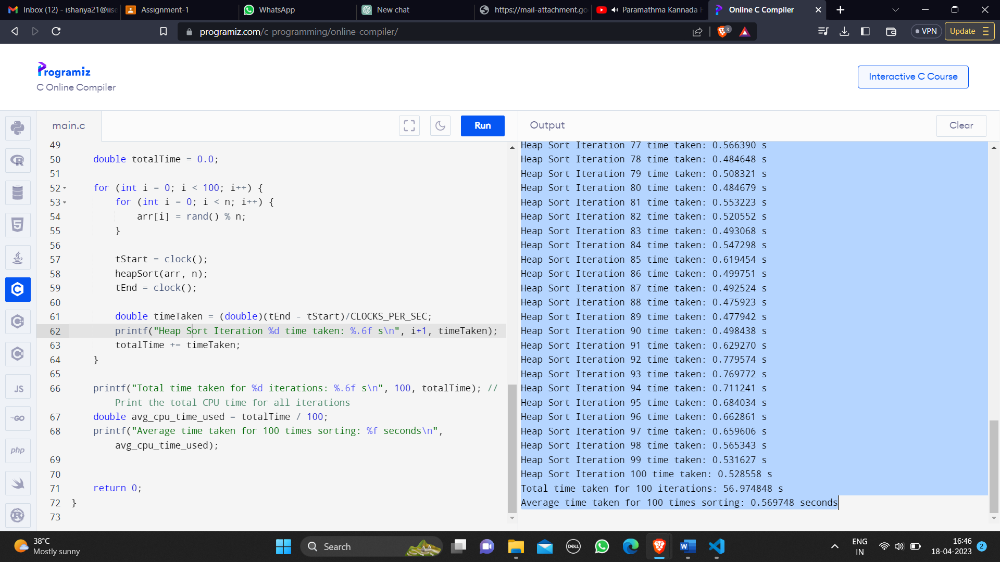 Inbox (12) - ishanya21@iise
Assignment-1
WhatsApp
New chat
https://mail-attachment.go
Paramathma Kannada
Online C Compiler
programiz.com/c-programming/online-compiler/
3
VPN
Update
Programiz
C Online Compiler
Interactive C Course
main.c
Run
Output
Clear
49
50 double totalTime = 0.0;
51
52 for (int i = 0; i < 100; i++) {
53 for (int i = 0; i < n; i++) {
54 arr[i] = rand() % n;
55 }
56
57 tStart = clock();
58 heapSort(arr, n);
59 tEnd = clock();
60
61 double timeTaken = (double)(tEnd - tStart)/CLOCKS_PER_SEC;
62 printf("Heap Sort Iteration %d time taken: %.6f s\n", i+1, timeTaken);
63 totalTime += timeTaken;
64 }
65
66 printf("Total time taken for %d iterations: %.6f s\n", 100, totalTime); //
Print the total CPU time for all iterations
67 double avg_cpu_time_used = totalTime / 100;
68 printf("Average time taken for 100 times sorting: %f seconds\n",
avg_cpu_time_used);
69
70
71 return 0;
72 }
73
Heap Sort Iteration 77 time taken: 0.566390 s
Heap Sort Iteration 78 time taken: 0.484648 s
Heap Sort Iteration 79 time taken: 0.508321 s
Heap Sort Iteration 80 time taken: 0.484679 s
Heap Sort Iteration 81 time taken: 0.553223 s
Heap Sort Iteration 82 time taken: 0.520552 s
Heap Sort Iteration 83 time taken: 0.493068 s
Heap Sort Iteration 84 time taken: 0.547298 s
Heap Sort Iteration 85 time taken: 0.619454 s
Heap Sort Iteration 86 time taken: 0.499751 s
Heap Sort Iteration 87 time taken: 0.492524 s
Heap Sort Iteration 88 time taken: 0.475923 s
Heap Sort Iteration 89 time taken: 0.477942 s
Heap Sort Iteration 90 time taken: 0.498438 s
Heap Sort Iteration 91 time taken: 0.629270 s
Heap Sort Iteration 92 time taken: 0.779574 s
Heap Sort Iteration 93 time taken: 0.769772 s
Heap Sort Iteration 94 time taken: 0.711241 s
Heap Sort Iteration 95 time taken: 0.684034 s
Heap Sort Iteration 96 time taken: 0.662861 s
Heap Sort Iteration 97 time taken: 0.659606 s
Heap Sort Iteration 98 time taken: 0.565343 s
Heap Sort Iteration 99 time taken: 0.531627 s
Heap Sort Iteration 100 time taken: 0.528558 s
Total time taken for 100 iterations: 56.974848 s
Average time taken for 100 times sorting: 0.569748 seconds
JS
GO
php
38°C
Mostly sunny
Search
DELL
W
ENG
IN
16:46
18-04-2023
2